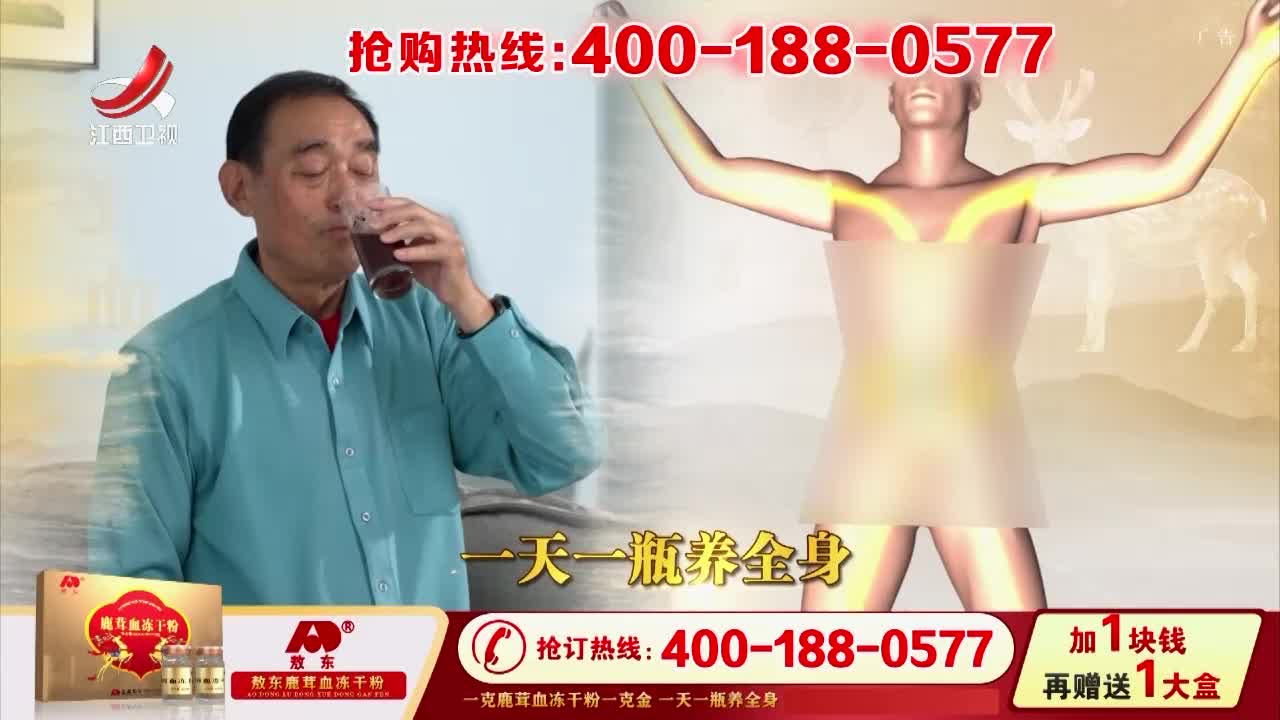 抢购热线:400-188-0577
广告
江西卫视
一天一瓶养全身
敖东
鹿茸血冻干粉
敖东
敖东鹿茸血冻干粉
AO DONG LU RONG XUE DONG GAN FEN
抢订热线:400-188-0577
一克鹿茸血冻干粉一克金 一天一瓶养全身
加1块钱
再赠送1大盒